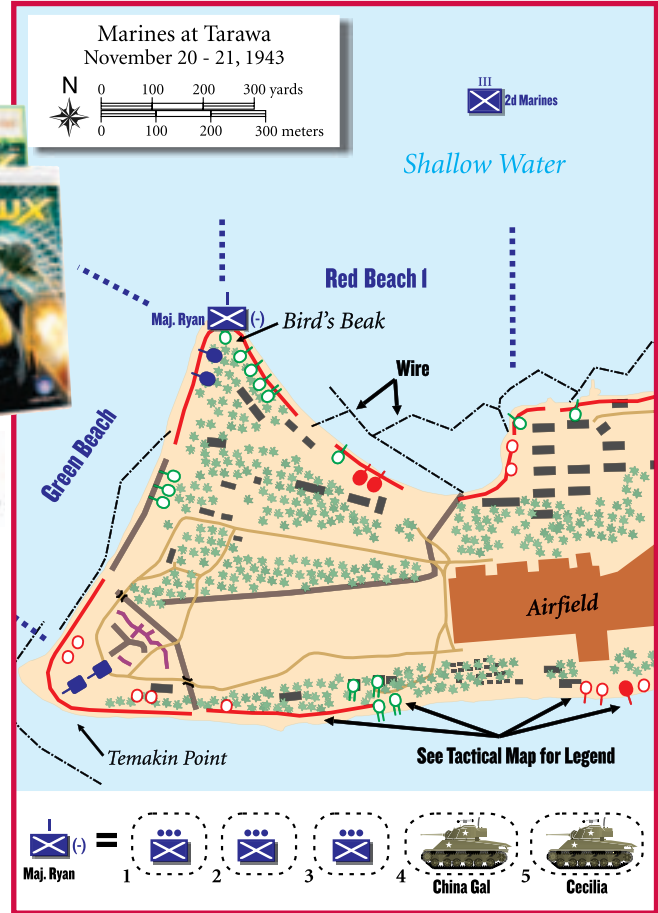 Marines at Tarawa
November 20 - 21, 1943
N
0 100 200 300 yards
0 100 200 300 meters
III
2d Marines
Shallow Water
Red Beach 1
Maj. Ryan (-)
Bird's Beak
Wire
Green Beach
Airfield
See Tactical Map for Legend
Temakin Point
(-) =
Maj. Ryan
1 2 3 4 5
China Gal
Cecilia